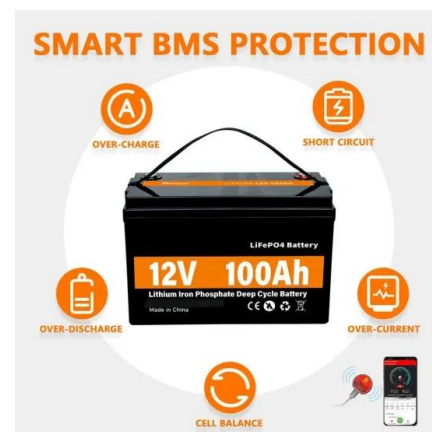 SMART BMS PROTECTION
A
OVER-CHARGE
SHORT CIRCUIT
LiFePO4 Battery
12V 100Ah
Lithium Iron Phosphate Deep Cycle Battery
Made in China
CE
OVER-DISCHARGE
OVER-CURRENT
CELL BALANCE